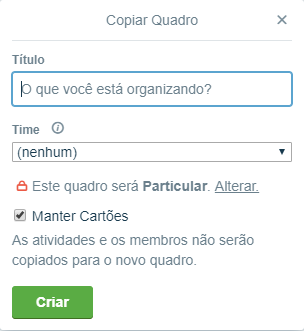 Copiar Quadro
Título
O que você está organizando?
Time
(nenhum)
Este quadro será Particular. Alterar.
Manter Cartões
As atividades e os membros não serão
copiados para o novo quadro.
Criar